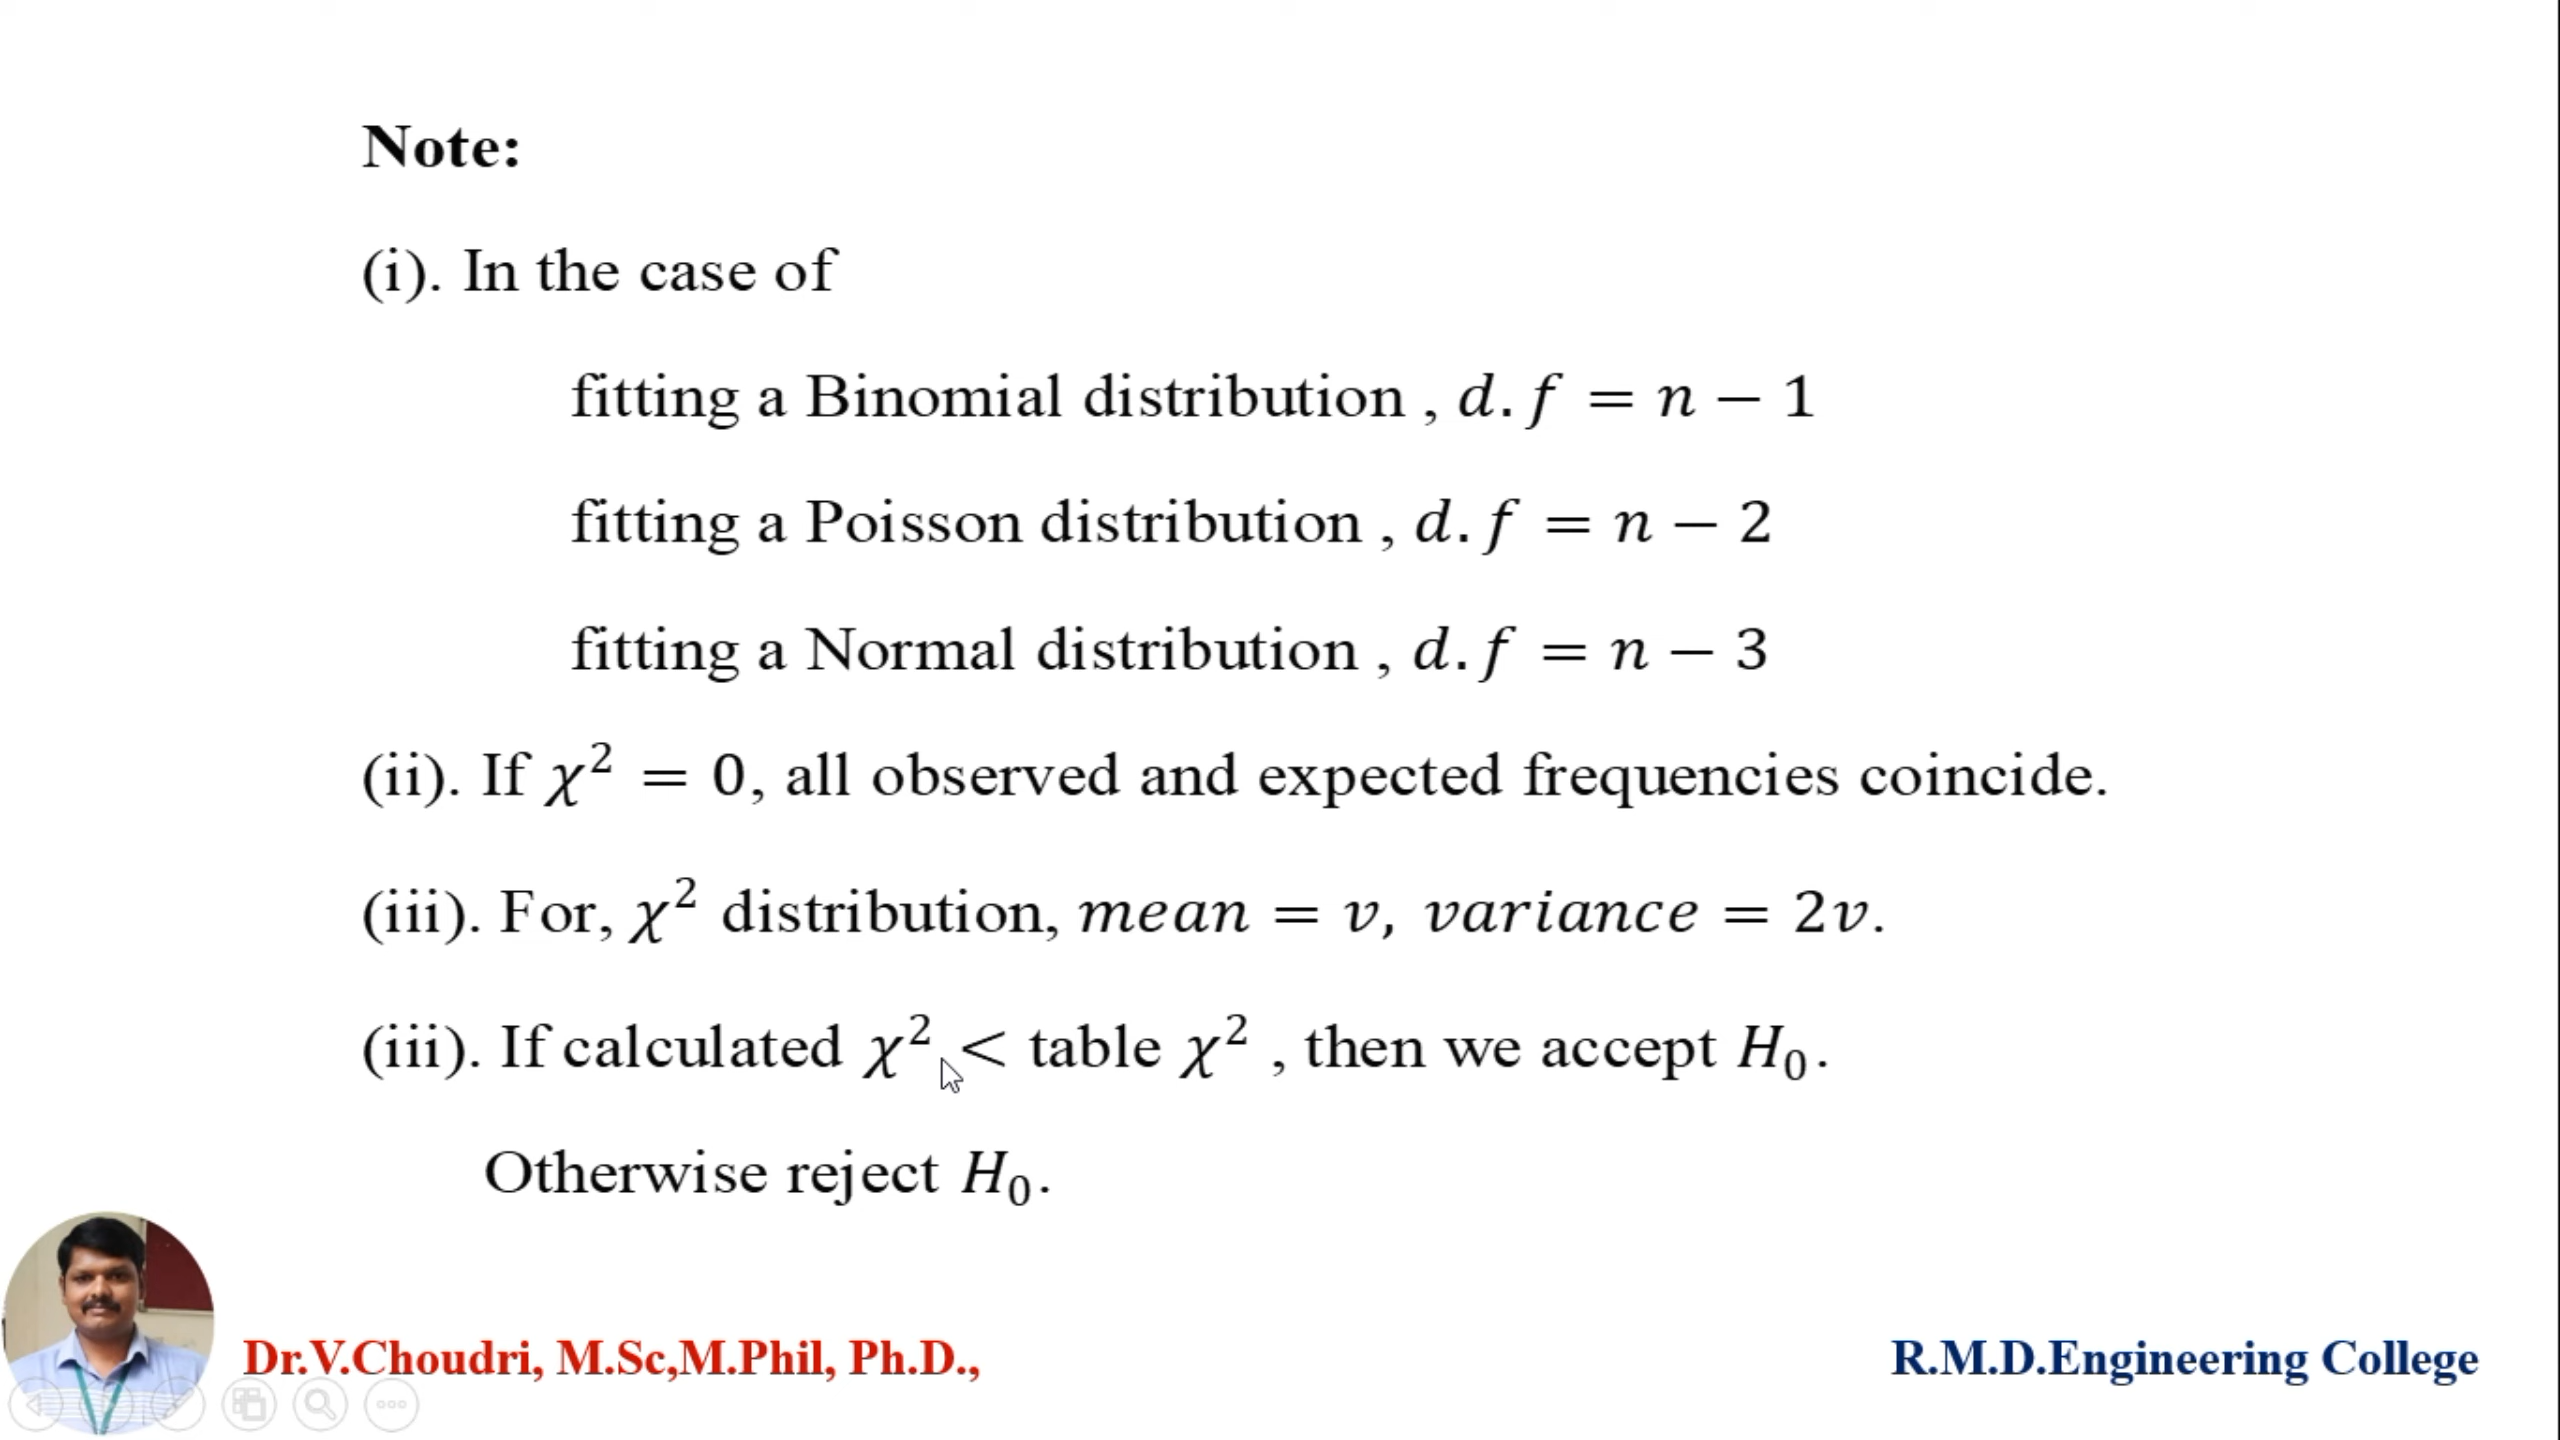 Note:
(i). In the case of
fitting a Binomial distribution , d. f = n − 1
fitting a Poisson distribution , d. f = n − 2
fitting a Normal distribution , d. f = n − 3
(ii). If χ² = 0, all observed and expected frequencies coincide.
(iii). For, χ² distribution, mean = v, variance = 2v.
(iii). If calculated χ² < table χ² , then we accept H₀.
Otherwise reject H₀.
Dr.V.Choudri, M.Sc,M.Phil, Ph.D.,
R.M.D.Engineering College